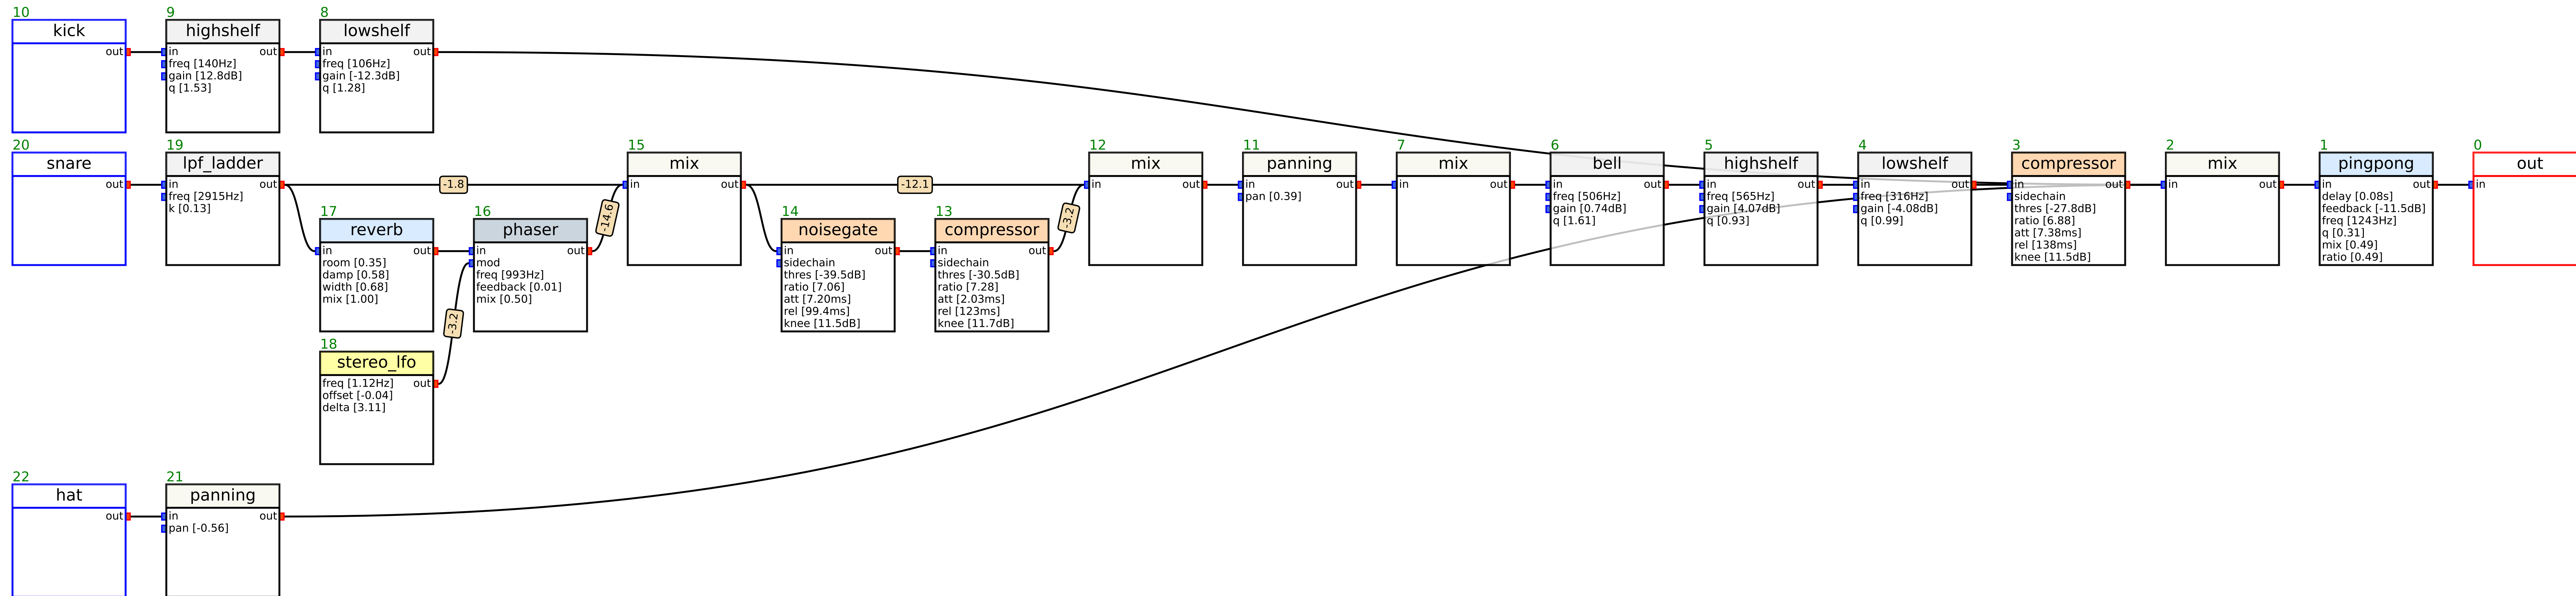 10
kick
out
9
highshelf
in out
freq [140Hz]
gain [12.8dB]
q [1.53]
8
lowshelf
in out
freq [106Hz]
gain [-12.3dB]
q [1.28]
20
snare
out
19
lpf_ladder
in out
freq [2915Hz]
k [0.13]
-1.8
17
reverb
in out
room [0.35]
damp [0.58]
width [0.68]
mix [1.00]
16
phaser
in out
mod
freq [993Hz]
feedback [0.01]
mix [0.50]
-14.6
-3.2
18
stereo_lfo
freq [1.12Hz] out
offset [-0.04]
delta [3.11]
15
mix
in out
-12.1
14
noisegate
in out
sidechain
thres [-39.5dB]
ratio [7.06]
att [7.20ms]
rel [99.4ms]
knee [11.5dB]
13
compressor
in out
sidechain
thres [-30.5dB]
ratio [7.28]
att [2.03ms]
rel [123ms]
knee [11.7dB]
-3.2
12
mix
in out
11
panning
in out
pan [0.39]
7
mix
in out
6
bell
in out
freq [506Hz]
gain [0.74dB]
q [1.61]
5
highshelf
in out
freq [565Hz]
gain [4.07dB]
q [0.93]
4
lowshelf
in out
freq [316Hz]
gain [-4.08dB]
q [0.99]
3
compressor
in out
sidechain
thres [-27.8dB]
ratio [6.88]
att [7.38ms]
rel [138ms]
knee [11.5dB]
2
mix
in out
1
pingpong
in out
delay [0.08s]
feedback [-11.5dB]
freq [1243Hz]
q [0.31]
mix [0.49]
ratio [0.49]
0
out
in
22
hat
out
21
panning
in out
pan [-0.56]